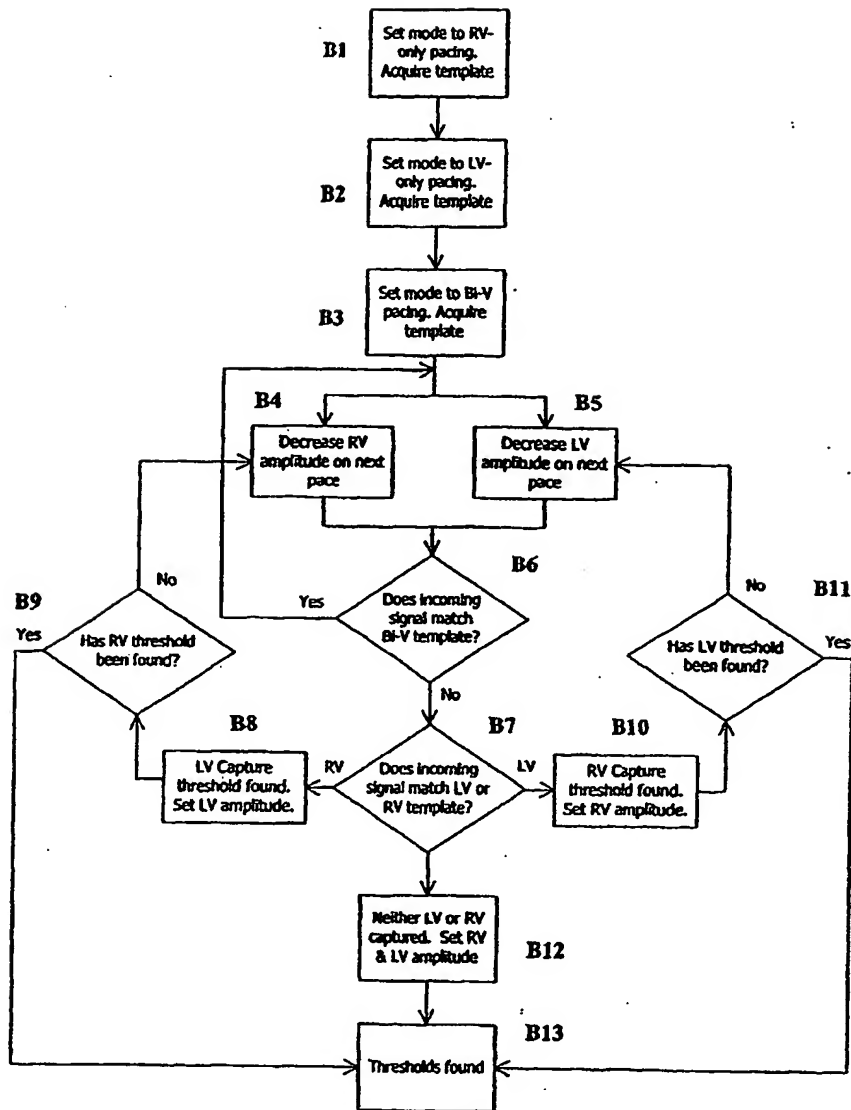 B1
Set mode to RV-
only pacing.
Acquire template
B2
Set mode to LV-
only pacing.
Acquire template
B3
Set mode to Bi-V
pacing. Acquire
template
B4
Decrease RV
amplitude on next
pace
B5
Decrease LV
amplitude on next
pace
B6
Does incoming
signal match
Bi-V template?
Yes
No
B9
Has RV threshold
been found?
No
Yes
B11
Has LV threshold
been found?
No
Yes
B7
Does incoming
signal match LV or
RV template?
RV
LV
B8
LV Capture
threshold found.
Set LV amplitude.
B10
RV Capture
threshold found.
Set RV amplitude.
B12
Neither LV or RV
captured. Set RV
& LV amplitude
B13
Thresholds found